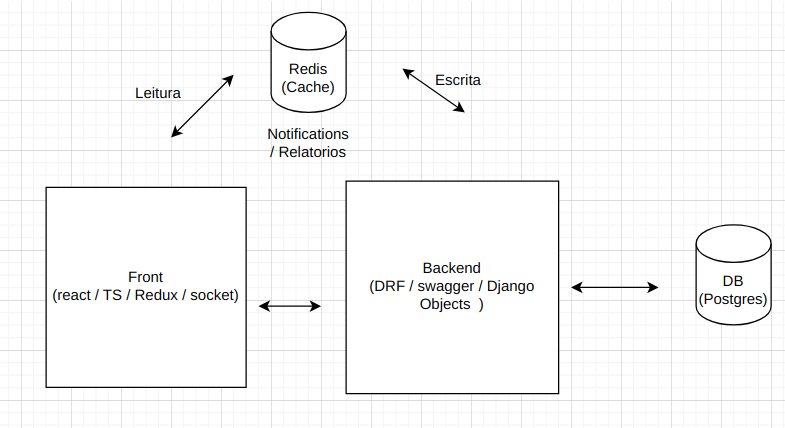 Redis
(Cache)
Leitura
Escrita
Notifications
/ Relatorios
Front
(react / TS / Redux / socket)
Backend
(DRF / swagger / Django
Objects  )
DB
(Postgres)